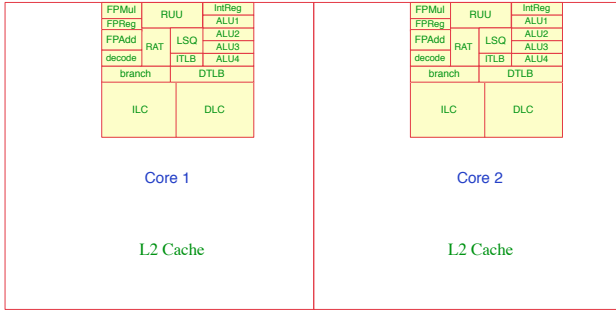 FPMul RUU IntReg
FPReg ALU1
FPAdd RAT LSQ ALU2
ALU3
decode ITLB ALU4
branch DTLB
ILC DLC
Core 1
L2 Cache
FPMul RUU IntReg
FPReg ALU1
FPAdd RAT LSQ ALU2
ALU3
decode ITLB ALU4
branch DTLB
ILC DLC
Core 2
L2 Cache